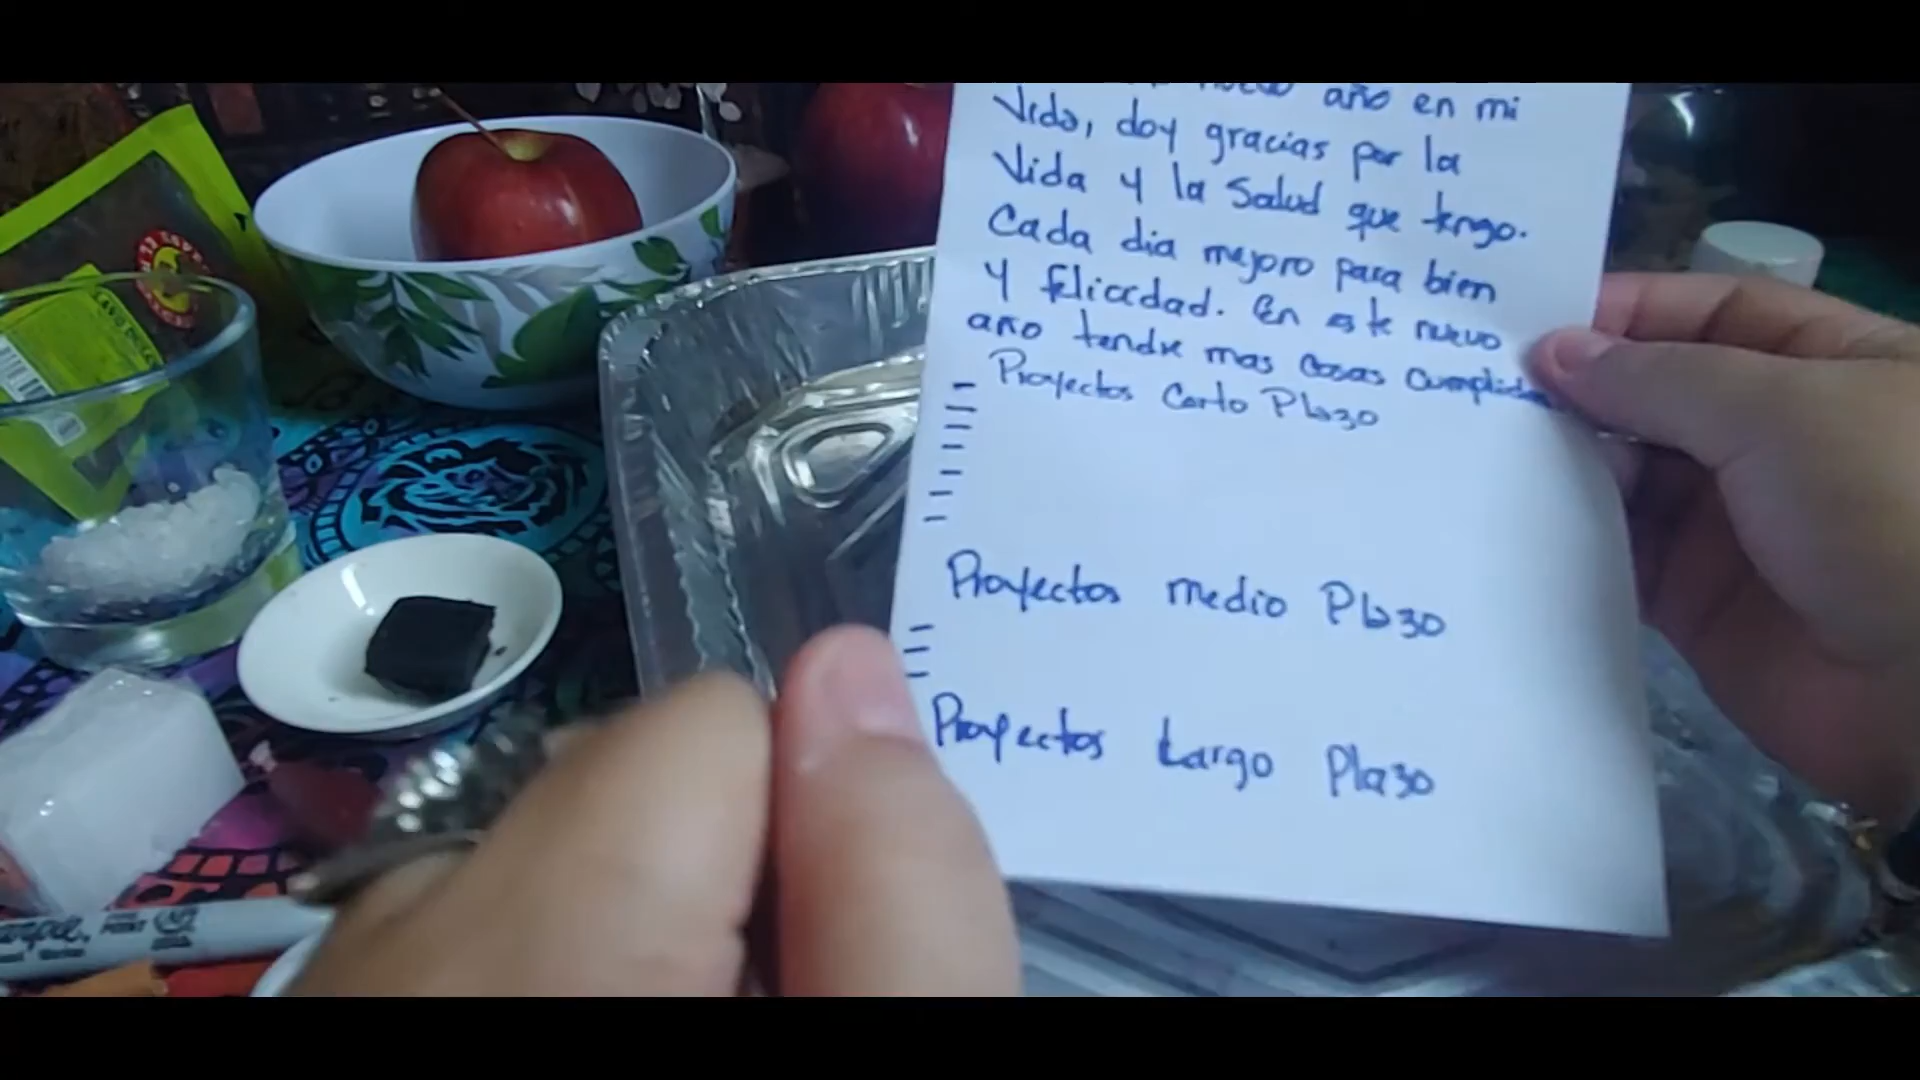 nuevo año en mi
Vida, doy gracias por la
Vida y la Salud que tengo.
Cada dia mejoro para bien
y felicidad. En este nuevo
año tendre mas cosas cumplidas
Proyectos Corto Plazo
Proyectos medio Plazo
Proyectos Largo Plazo